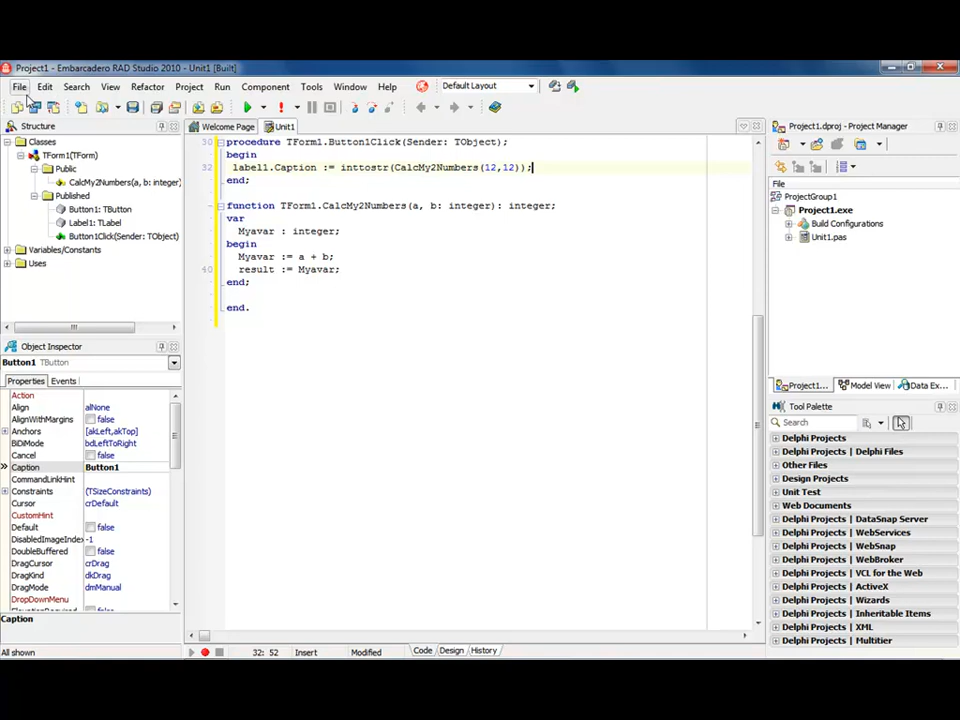 Project1 - Embarcadero RAD Studio 2010 - Unit1 [Built]
File Edit Search View Refactor Project Run Component Tools Window Help Default Layout
Structure
Classes
TForm1(TForm)
Public
CalcMy2Numbers(a, b: integer)
Published
Button1: TButton
Label1: TLabel
Button1Click(Sender: TObject)
Variables/Constants
Uses
Object Inspector
Button1 TButton
Properties Events
Action
Align alNone
AlignWithMargins false
Anchors [akLeft,akTop]
BiDiMode bdLeftToRight
Cancel false
Caption Button1
CommandLinkHint
Constraints (TSizeConstraints)
Cursor crDefault
CustomHint
Default false
DisabledImageIndex -1
DoubleBuffered false
DragCursor crDrag
DragKind dkDrag
DragMode dmManual
DropDownMenu
false
Caption
All shown
Welcome Page Unit1
30 procedure TForm1.Button1Click(Sender: TObject);
begin
32 label1.Caption := inttostr(CalcMy2Numbers(12,12));
end;
function TForm1.CalcMy2Numbers(a, b: integer): integer;
var
Myavar : integer;
begin
Myavar := a + b;
40 result := Myavar;
end;
end.
32: 52 Insert Modified Code Design History
Project1.dproj - Project Manager
File
ProjectGroup1
Project1.exe
Build Configurations
Unit1.pas
Project1... Model View Data Ex...
Tool Palette
Search
Delphi Projects
Delphi Projects | Delphi Files
Other Files
Design Projects
Unit Test
Web Documents
Delphi Projects | DataSnap Server
Delphi Projects | WebServices
Delphi Projects | WebSnap
Delphi Projects | WebBroker
Delphi Projects | VCL for the Web
Delphi Projects | ActiveX
Delphi Projects | Wizards
Delphi Projects | Inheritable Items
Delphi Projects | XML
Delphi Projects | Multitier